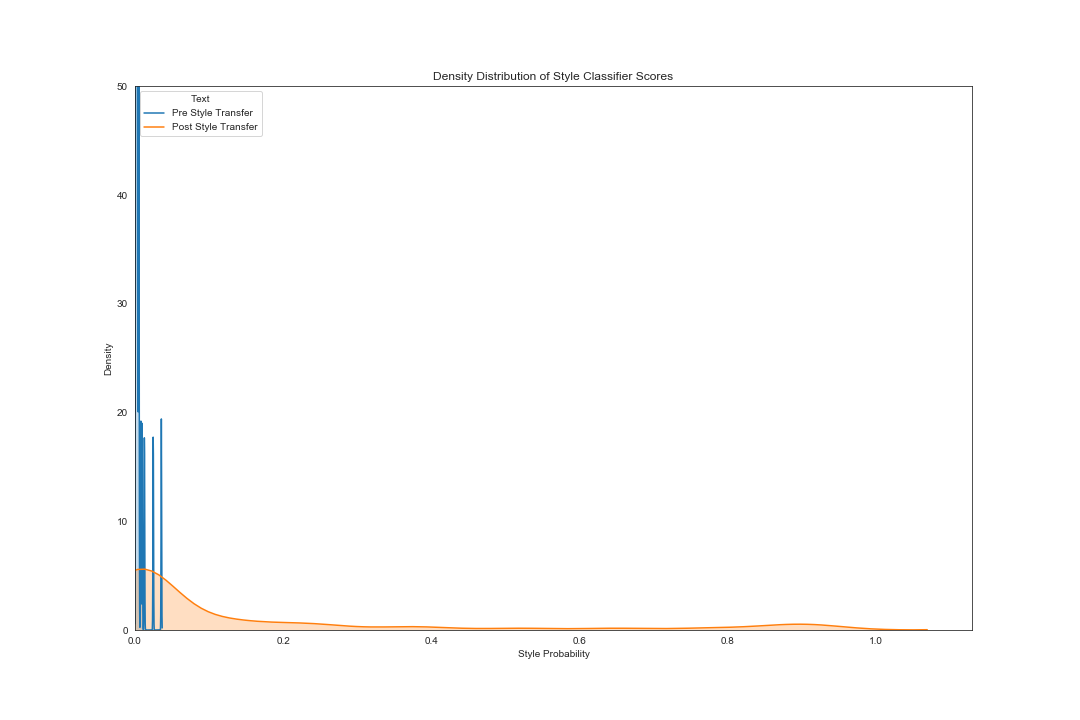 Density Distribution of Style Classifier Scores
Text
Pre Style Transfer
Post Style Transfer
Density
50
40
30
20
10
0
0.0 0.2 0.4 0.6 0.8 1.0
Style Probability